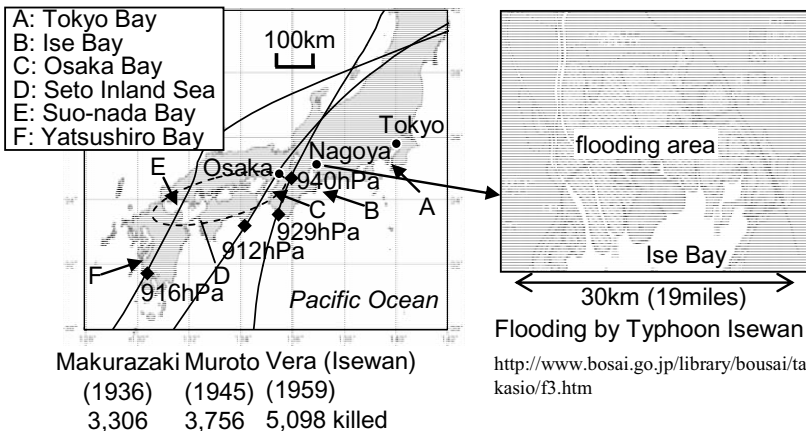 A: Tokyo Bay
B: Ise Bay
C: Osaka Bay
D: Seto Inland Sea
E: Suo-nada Bay
F: Yatsushiro Bay
100km
Tokyo
Nagoya
Osaka
E
940hPa
A
B
C
929hPa
912hPa
D
F
916hPa
Pacific Ocean
Makurazaki Muroto Vera (Isewan)
(1936) (1945) (1959)
3,306 3,756 5,098 killed
flooding area
Ise Bay
30km (19miles)
Flooding by Typhoon Isewan
http://www.bosai.go.jp/library/bousai/ta
kasio/f3.htm